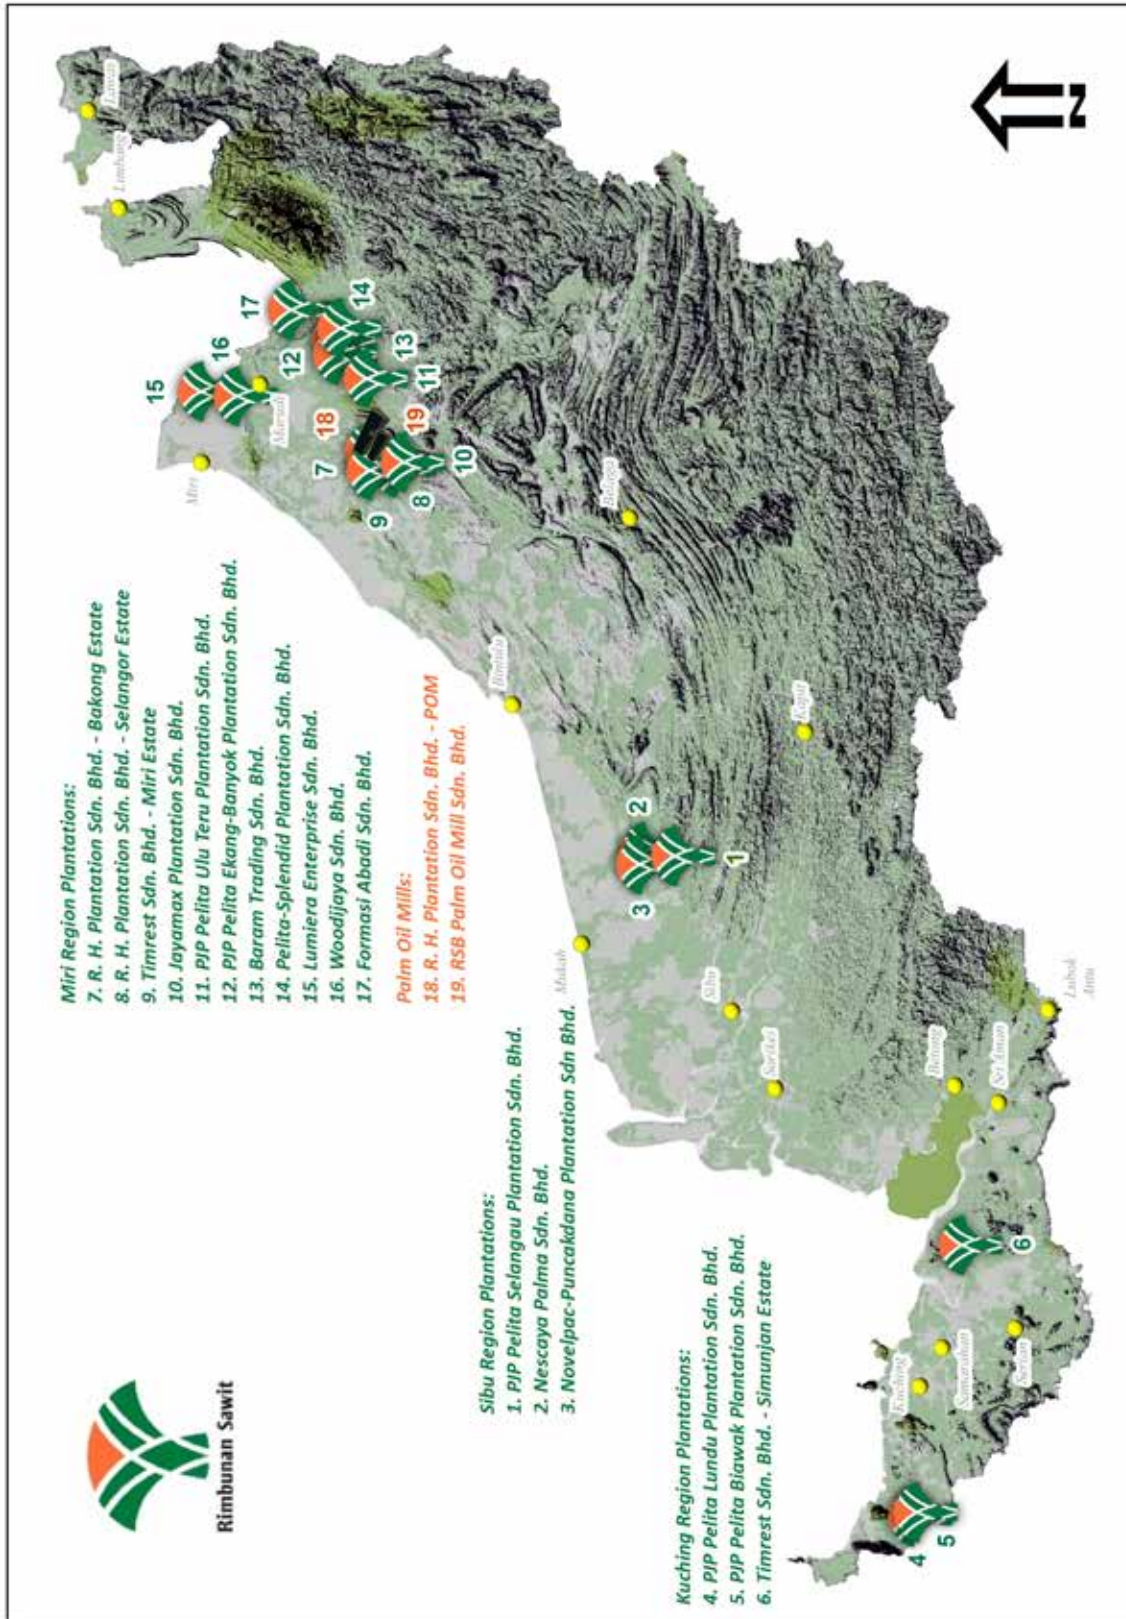 Rimbunan Sawit
Miri Region Plantations:
7. R. H. Plantation Sdn. Bhd. - Bakong Estate
8. R. H. Plantation Sdn. Bhd. - Selangor Estate
9. Timrest Sdn. Bhd. - Miri Estate
10. Jayamax Plantation Sdn. Bhd.
11. PJP Pelita Ulu Teru Plantation Sdn. Bhd.
12. PJP Pelita Ekang-Banyok Plantation Sdn. Bhd.
13. Baram Trading Sdn. Bhd.
14. Pelita-Splendid Plantation Sdn. Bhd.
15. Lumiera Enterprise Sdn. Bhd.
16. Woodijaya Sdn. Bhd.
17. Formasi Abadi Sdn. Bhd.
Palm Oil Mills:
18. R. H. Plantation Sdn. Bhd. - POM
19. RSB Palm Oil Mill Sdn. Bhd.
Sibu Region Plantations:
1. PJP Pelita Selangau Plantation Sdn. Bhd.
2. Nescaya Palma Sdn. Bhd.
3. Novelpac-Puncakdana Plantation Sdn Bhd.
Kuching Region Plantations:
4. PJP Pelita Lundu Plantation Sdn. Bhd.
5. PJP Pelita Biawak Plantation Sdn. Bhd.
6. Timrest Sdn. Bhd. - Simunjan Estate
Lawas
Limbang
17
14
13
12
11
15
16
Marudi
Miri
18
19
7
8
9
10
Belaga
Bintulu
Kapit
2
3
1
Mukah
Sibu
Sarikei
Betong
Sri Aman
Lubok
Antu
6
Kuching
Samarahan
Serian
4
5
N